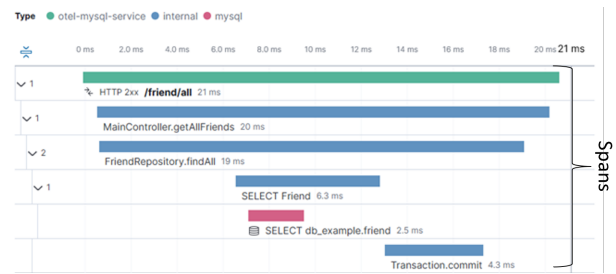 Type otel-mysql-service internal mysql
0 ms 2.0 ms 4.0 ms 6.0 ms 8.0 ms 10 ms 12 ms 14 ms 16 ms 18 ms 20 ms 21 ms
1
HTTP 2xx /friend/all 21 ms
1
MainController.getAllFriends 20 ms
2
FriendRepository.findAll 19 ms
1
SELECT Friend 6.3 ms
SELECT db_example.friend 2.5 ms
Transaction.commit 4.3 ms
Spans